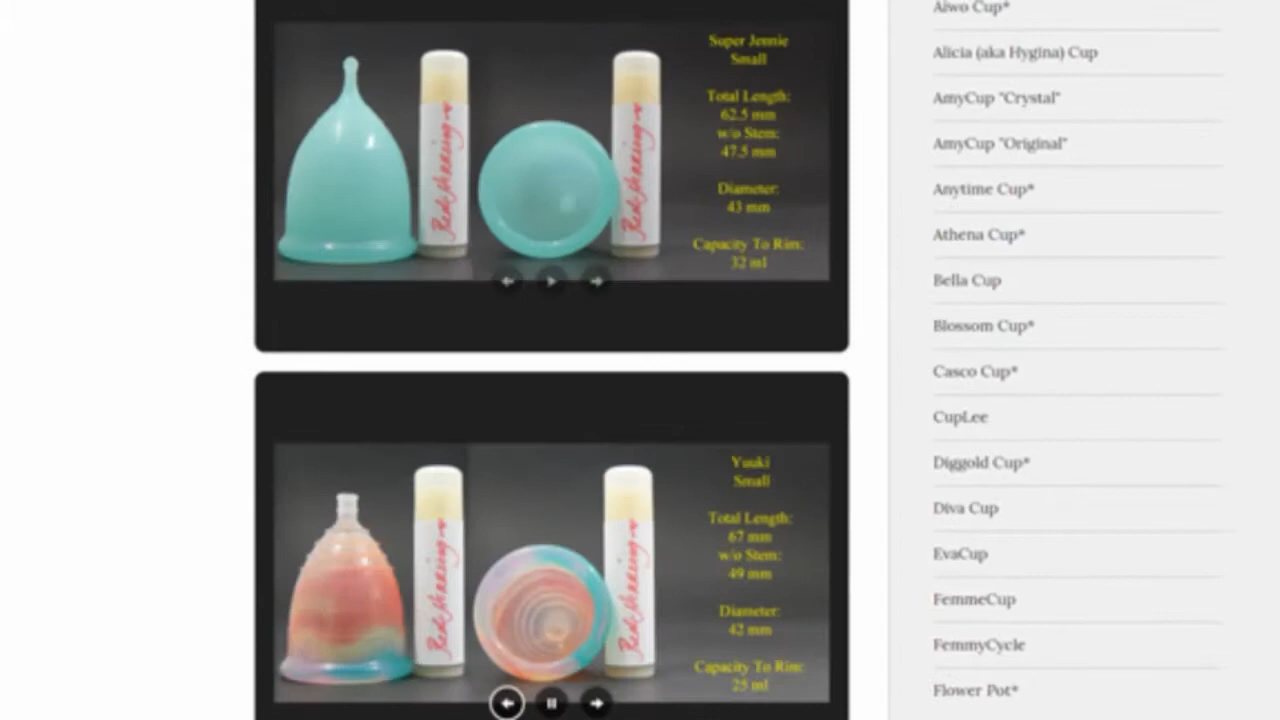 Super Jennie
Small
Total Length:
62.5 mm
w/o Stem:
47.5 mm
Diameter:
43 mm
Capacity To Rim:
32 ml
Yuuki
Small
Total Length:
67 mm
w/o Stem:
49 mm
Diameter:
42 mm
Capacity To Rim:
25 ml
Aiwo Cup*
Alicia (aka Hygina) Cup
AmyCup "Crystal"
AmyCup "Original"
Anytime Cup*
Athena Cup*
Bella Cup
Blossom Cup*
Casco Cup*
CupLee
Diggold Cup*
Diva Cup
EvaCup
FemmeCup
FemmyCycle
Flower Pot*